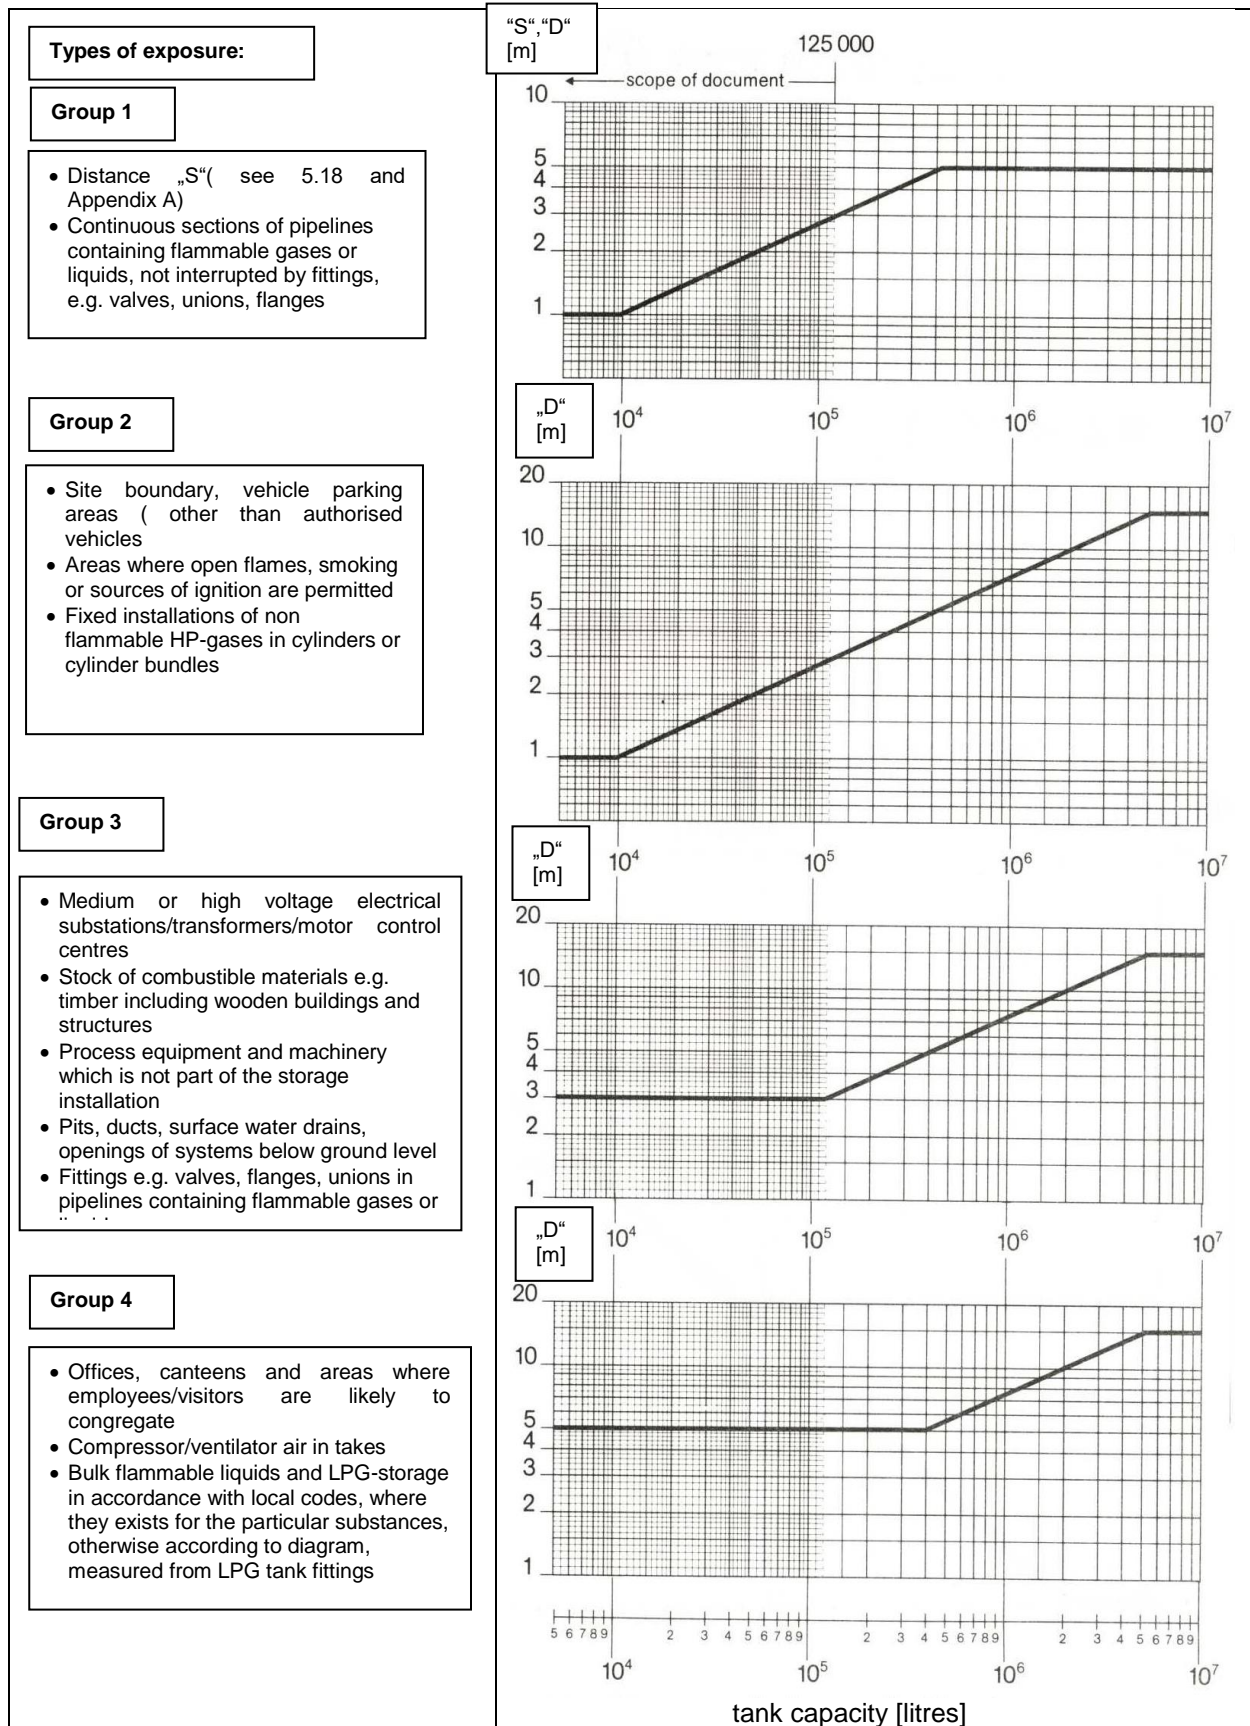 Types of exposure:
Group 1
• Distance „S“( see 5.18 and
Appendix A)
• Continuous sections of pipelines
containing flammable gases or
liquids, not interrupted by fittings,
e.g. valves, unions, flanges
Group 2
• Site boundary, vehicle parking
areas ( other than authorised
vehicles
• Areas where open flames, smoking
or sources of ignition are permitted
• Fixed installations of non
flammable HP-gases in cylinders or
cylinder bundles
Group 3
• Medium or high voltage electrical
substations/transformers/motor control
centres
• Stock of combustible materials e.g.
timber including wooden buildings and
structures
• Process equipment and machinery
which is not part of the storage
installation
• Pits, ducts, surface water drains,
openings of systems below ground level
• Fittings e.g. valves, flanges, unions in
pipelines containing flammable gases or
Group 4
• Offices, canteens and areas where
employees/visitors are likely to
congregate
• Compressor/ventilator air in takes
• Bulk flammable liquids and LPG-storage
in accordance with local codes, where
they exists for the particular substances,
otherwise according to diagram,
measured from LPG tank fittings
“S“,“D“
[m]
125 000
scope of document
10
5
4
3
2
1
10⁴ 10⁵ 10⁶ 10⁷
„D“
[m]
20
10
5
4
3
2
1
10⁴ 10⁵ 10⁶ 10⁷
„D“
[m]
20
10
5
4
3
2
1
10⁴ 10⁵ 10⁶ 10⁷
„D“
[m]
20
10
5
4
3
2
1
5 6 7 8 9 2 3 4 5 6 7 8 9 2 3 4 5 6 7 8 9 2 3 4 5 6 7 8 9
10⁴ 10⁵ 10⁶ 10⁷
tank capacity [litres]